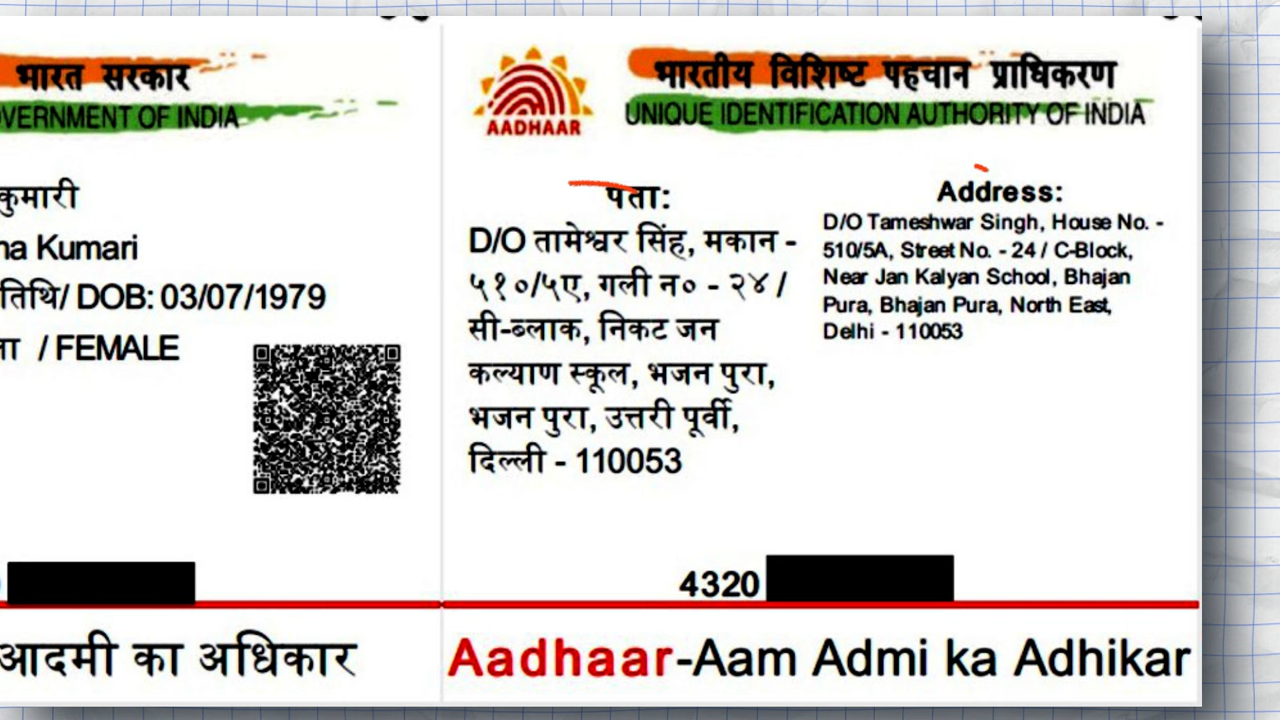 भारत सरकार
GOVERNMENT OF INDIA
कुमारी
Kumari
तिथि/ DOB: 03/07/1979
/ FEMALE
आदमी का अधिकार
भारतीय विशिष्ट पहचान प्राधिकरण
UNIQUE IDENTIFICATION AUTHORITY OF INDIA
AADHAAR
पता:
D/O तामेश्वर सिंह, मकान -
५१०/५ए, गली न० - २४ /
सी-ब्लाक, निकट जन
कल्याण स्कूल, भजन पुरा,
भजन पुरा, उत्तरी पूर्वी,
दिल्ली - 110053
Address:
D/O Tameshwar Singh, House No. -
510/5A, Street No. - 24 / C-Block,
Near Jan Kalyan School, Bhajan
Pura, Bhajan Pura, North East,
Delhi - 110053
4320
Aadhaar-Aam Admi ka Adhikar